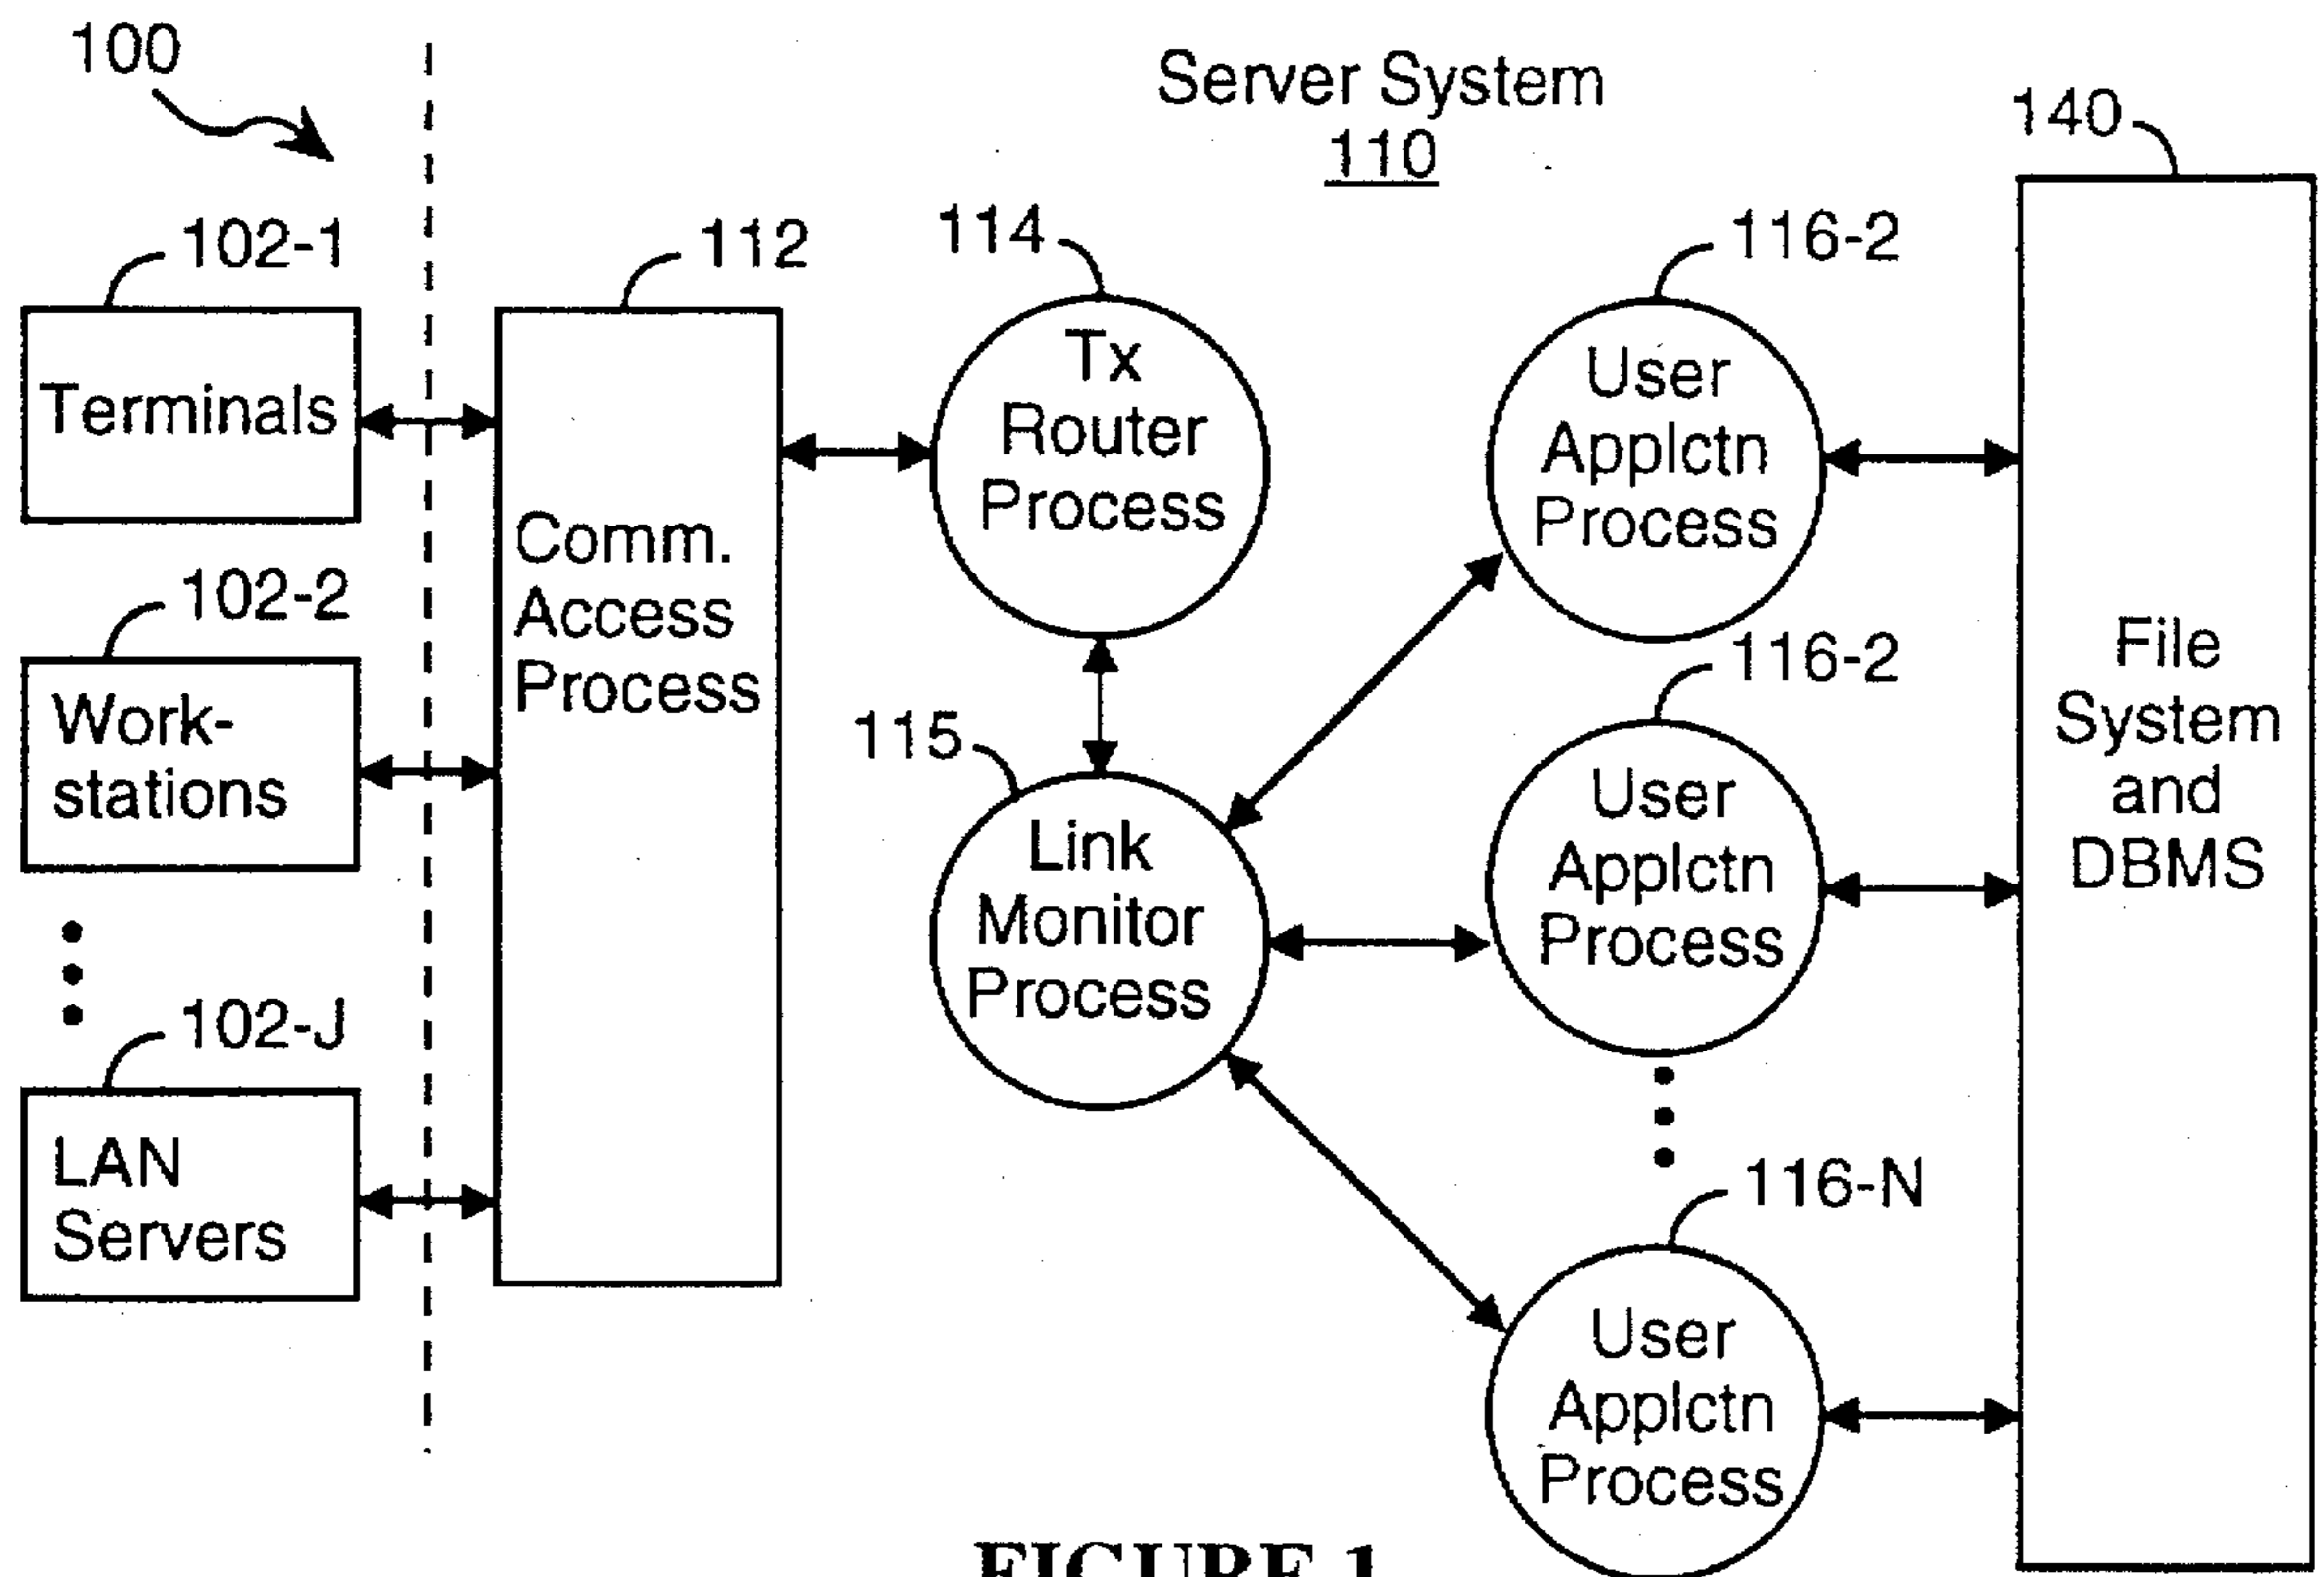 100
Server System
110
140
102-1
112
114
116-2
Terminals
Tx
Router
Process
User
Applctn
Process
Comm.
Access
Process
102-2
Work-
stations
115
Link
Monitor
Process
116-2
User
Applctn
Process
File
System
and
DBMS
102-J
LAN
Servers
116-N
User
Applctn
Process
FIGURE 1